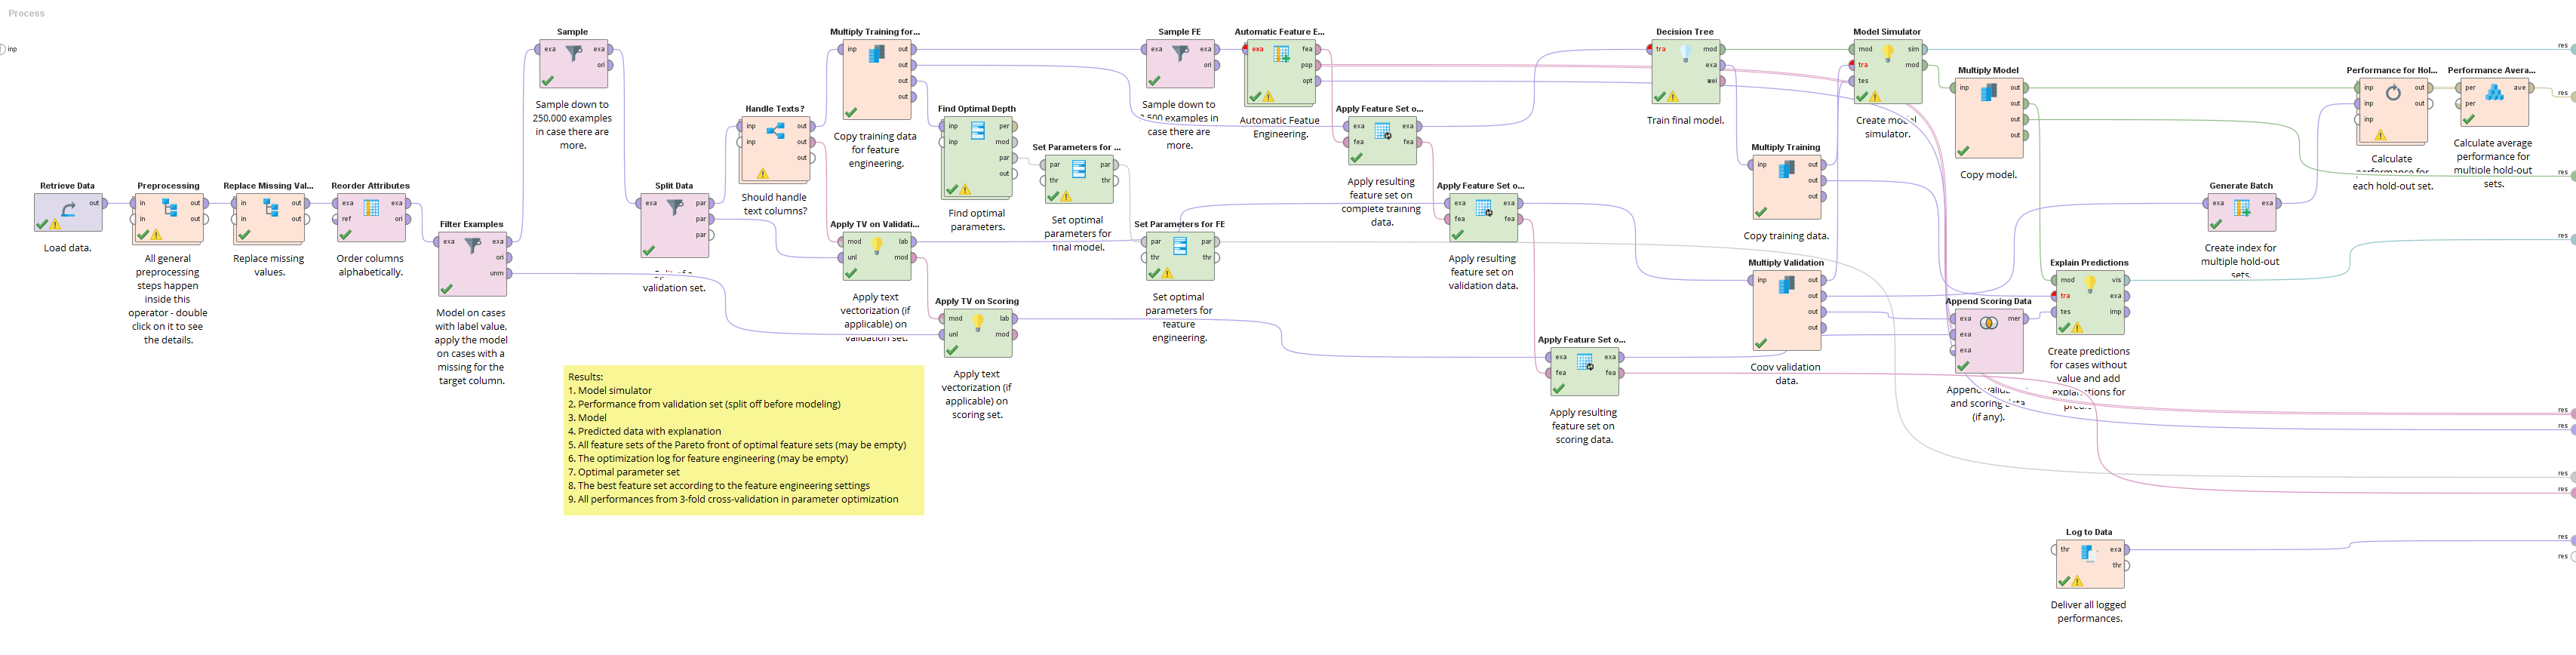 Process
inp
Retrieve Data
out
Load data.
Preprocessing
in out
in out
All general
preprocessing
steps happen
inside this
operator - double
click on it to see
the details.
Replace Missing Val...
in out
in out
Replace missing
values.
Reorder Attributes
exa exa
ref ori
Order columns
alphabetically.
Filter Examples
exa exa
ori
unm
Model on cases
with label value,
apply the model
on cases with a
missing for the
target column.
Sample
exa exa
ori
Sample down to
250,000 examples
in case there are
more.
Split Data
exa par
par
par
validation set.
Handle Texts?
inp out
inp out
out
Should handle
text columns?
Multiply Training for...
inp out
out
out
out
Copy training data
for feature
engineering.
Apply TV on Validati...
mod lab
unl mod
Apply text
vectorization (if
applicable) on
validation set.
Find Optimal Depth
inp per
inp mod
par
out
Find optimal
parameters.
Apply TV on Scoring
mod lab
unl mod
Apply text
vectorization (if
applicable) on
scoring set.
Set Parameters for ...
par par
thr thr
Set optimal
parameters for
final model.
Sample FE
exa exa
ori
Sample down to
examples in
case there are
more.
Set Parameters for FE
par par
thr thr
Set optimal
parameters for
feature
engineering.
Automatic Feature E...
exa fea
pop
opt
Automatic Featue
Engineering.
Apply Feature Set o...
exa exa
fea fea
Apply resulting
feature set on
complete training
data.
Apply Feature Set o...
exa exa
fea fea
Apply resulting
feature set on
validation data.
Apply Feature Set o...
exa exa
fea fea
Apply resulting
feature set on
scoring data.
Decision Tree
tra mod
exa
wei
Train final model.
Multiply Training
inp out
out
out
Copy training data.
Multiply Validation
inp out
out
out
out
Copy validation
data.
Model Simulator
mod sim
tra mod
tes
Create model
simulator.
Multiply Model
inp out
out
out
out
Copy model.
Append Scoring Data
exa mer
exa
exa
and scoring data
(if any).
Explain Predictions
mod vis
tra exa
tes imp
Create predictions
for cases without
value and add
explanations for
Generate Batch
exa exa
Create index for
multiple hold-out
sets.
Performance for Hol...
inp out
inp out
inp
Calculate
performance for
each hold-out set.
Performance Avera...
per ave
per
Calculate average
performance for
multiple hold-out
sets.
Log to Data
thr exa
thr
Deliver all logged
performances.
res
res
res
res
res
res
res
res
res
res
Results:
1. Model simulator
2. Performance from validation set (split off before modeling)
3. Model
4. Predicted data with explanation
5. All feature sets of the Pareto front of optimal feature sets (may be empty)
6. The optimization log for feature engineering (may be empty)
7. Optimal parameter set
8. The best feature set according to the feature engineering settings
9. All performances from 3-fold cross-validation in parameter optimization